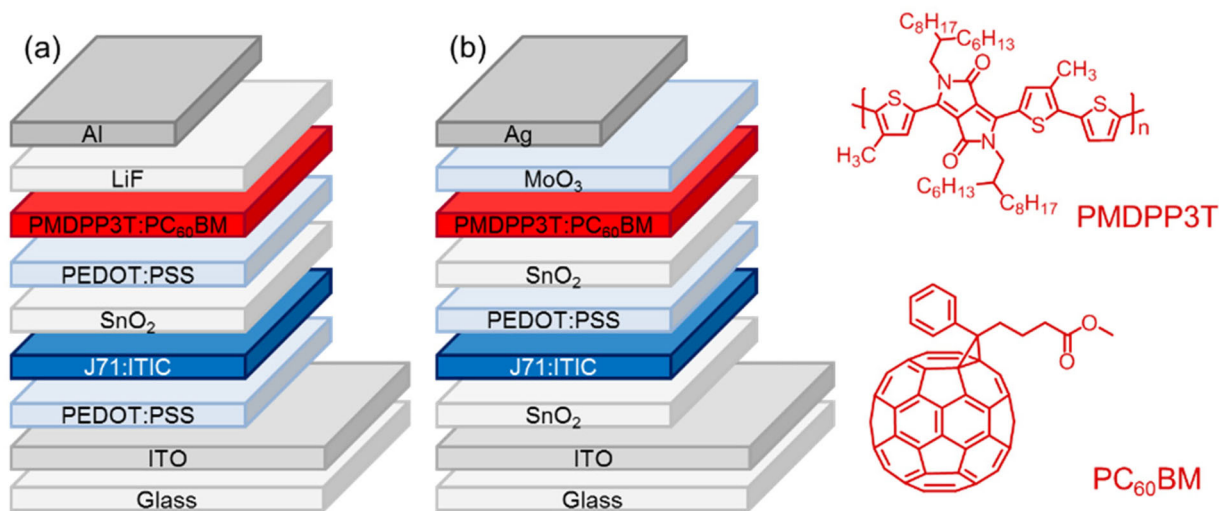 (a)
Al
LiF
PMDPP3T:PC₆₀BM
PEDOT:PSS
SnO₂
J71:ITIC
PEDOT:PSS
ITO
Glass
(b)
Ag
MoO₃
PMDPP3T:PC₆₀BM
SnO₂
PEDOT:PSS
J71:ITIC
SnO₂
ITO
Glass
C₈H₁₇
C₆H₁₃
N
O
CH₃
S
S
S
n
H₃C
O
N
C₆H₁₃
C₈H₁₇
PMDPP3T
O
O
PC₆₀BM